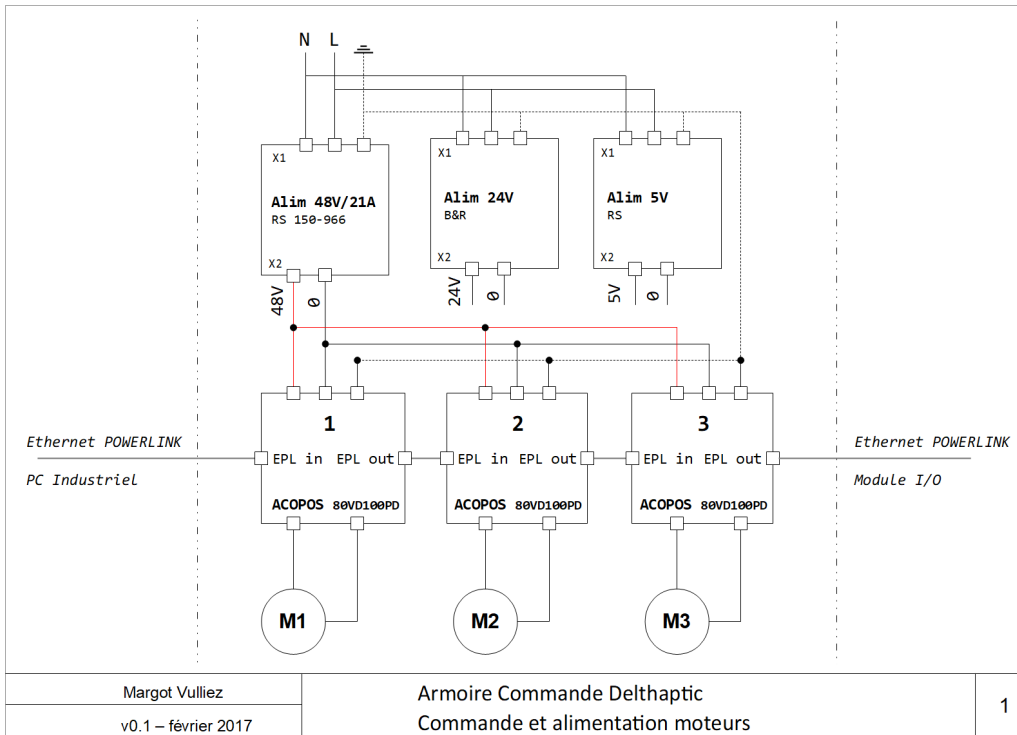 N L
X1
Alim 48V/21A
RS 150-966
X2
48V
0
X1
Alim 24V
B&R
X2
24V
0
X1
Alim 5V
RS
X2
5V
0
Ethernet POWERLINK
PC Industriel
1
EPL in EPL out
ACOPOS 80VD100PD
2
EPL in EPL out
ACOPOS 80VD100PD
3
EPL in EPL out
ACOPOS 80VD100PD
Ethernet POWERLINK
Module I/O
M1
M2
M3
Margot Vulliez
v0.1 – février 2017
Armoire Commande Delthaptic
Commande et alimentation moteurs
1